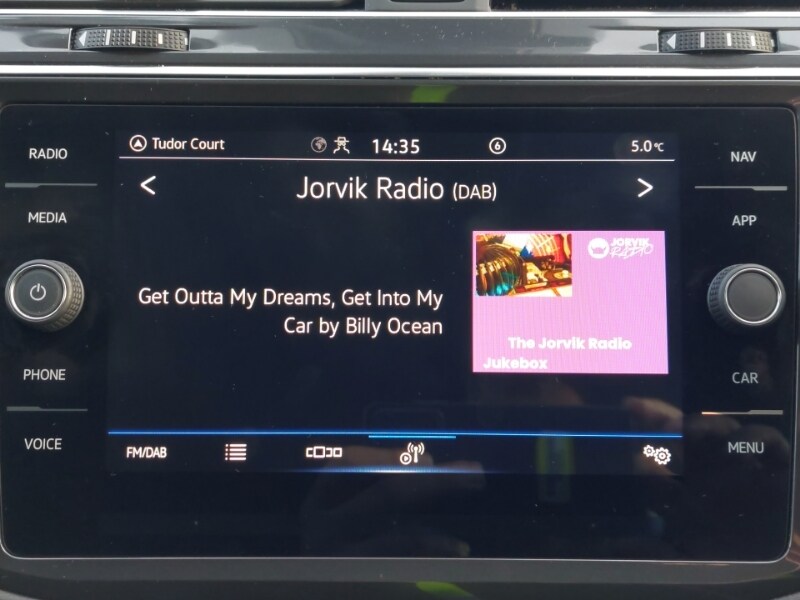 RADIO
MEDIA
PHONE
VOICE
Tudor Court
14:35
6
5.0°C
Jorvik Radio (DAB)
Get Outta My Dreams, Get Into My
Car by Billy Ocean
JORVIK
RADIO
The Jorvik Radio
Jukebox
FM/DAB
NAV
APP
CAR
MENU